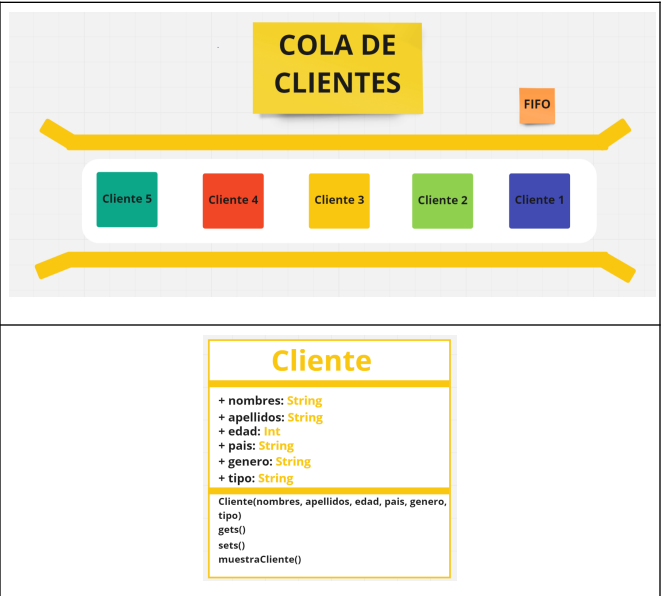 COLA DE
CLIENTES
FIFO
Cliente 5
Cliente 4
Cliente 3
Cliente 2
Cliente 1
Cliente
+ nombres: String
+ apellidos: String
+ edad: Int
+ pais: String
+ genero: String
+ tipo: String
Cliente(nombres, apellidos, edad, pais, genero,
tipo)
gets()
sets()
muestraCliente()